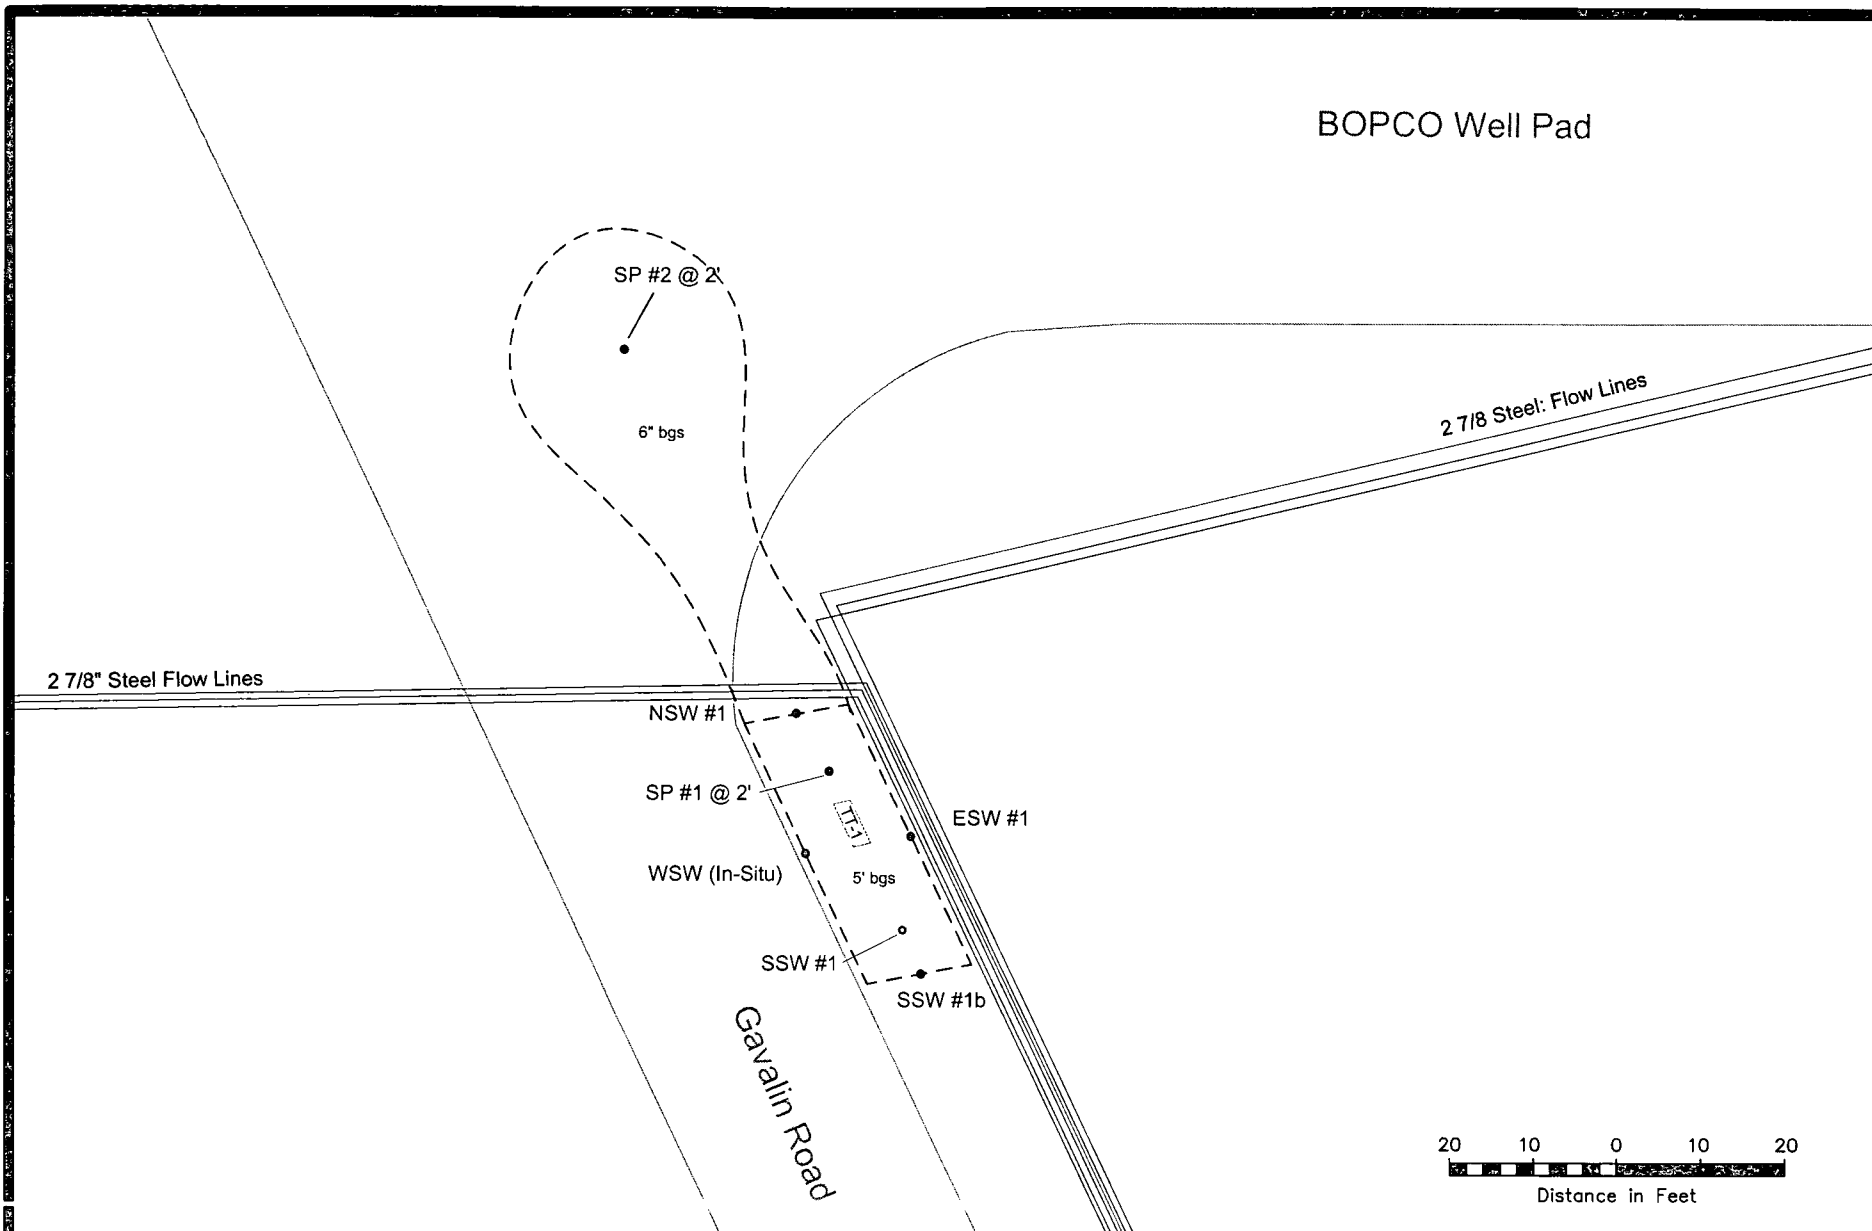 BOPCO Well Pad
SP #2 @ 2'
6" bgs
2 7/8 Steel: Flow Lines
2 7/8" Steel Flow Lines
NSW #1
SP #1 @ 2'
TT-1
ESW #1
WSW (In-Situ)
5' bgs
SSW #1
SSW #1b
Gavalin Road
20 10 0 10 20
Distance in Feet